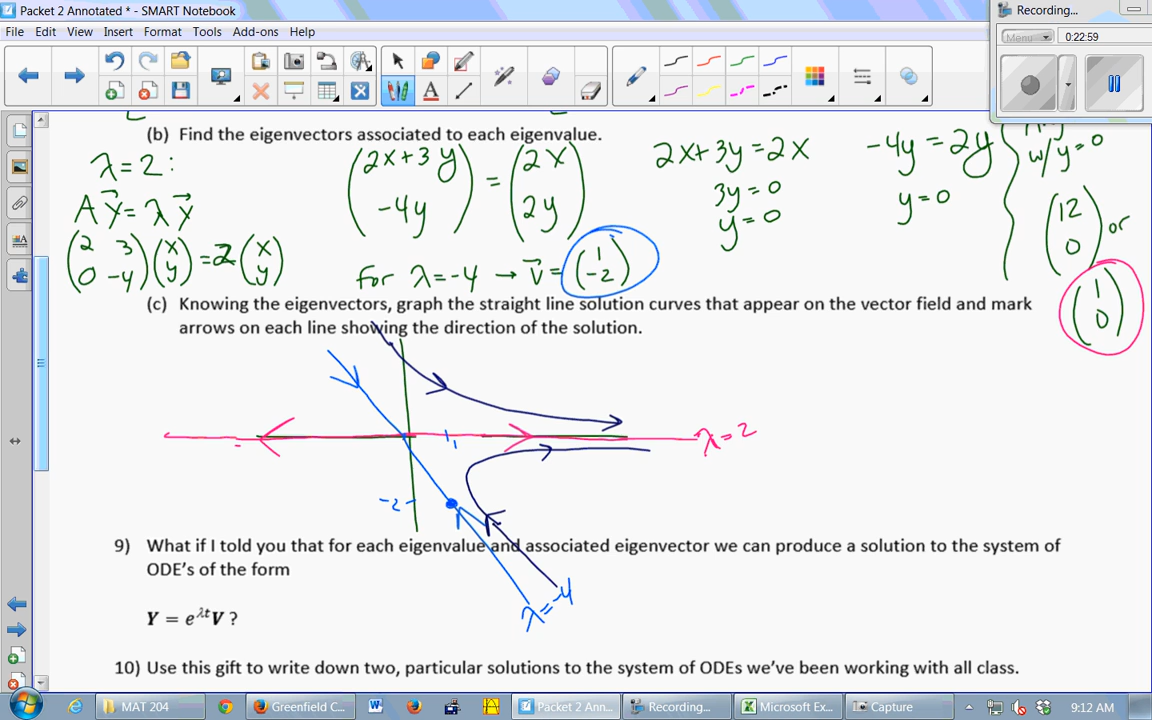 Packet 2 Annotated * - SMART Notebook
File Edit View Insert Format Tools Add-ons Help
Recording...
Menu
0:22:59
(b) Find the eigenvectors associated to each eigenvalue.
λ=2:
A Y⃗ = λ Y⃗
(2 3
0 -4) (x
y) = 2 (x
y)
(2x+3y
-4y) = (2x
2y)
2x+3y=2x
3y=0
y=0
-4y=2y
y=0
w/ y=0
(12
0) or
(1
0)
for λ=-4 → V⃗ = (1
-2)
(c) Knowing the eigenvectors, graph the straight line solution curves that appear on the vector field and mark
arrows on each line showing the direction of the solution.
1
-2
λ=2
λ=-4
9) What if I told you that for each eigenvalue and associated eigenvector we can produce a solution to the system of
ODE's of the form
Y = e^λt V ?
10) Use this gift to write down two, particular solutions to the system of ODEs we've been working with all class.
MAT 204
Greenfield C...
Packet 2 Ann...
Recording...
Microsoft Ex...
Capture
9:12 AM